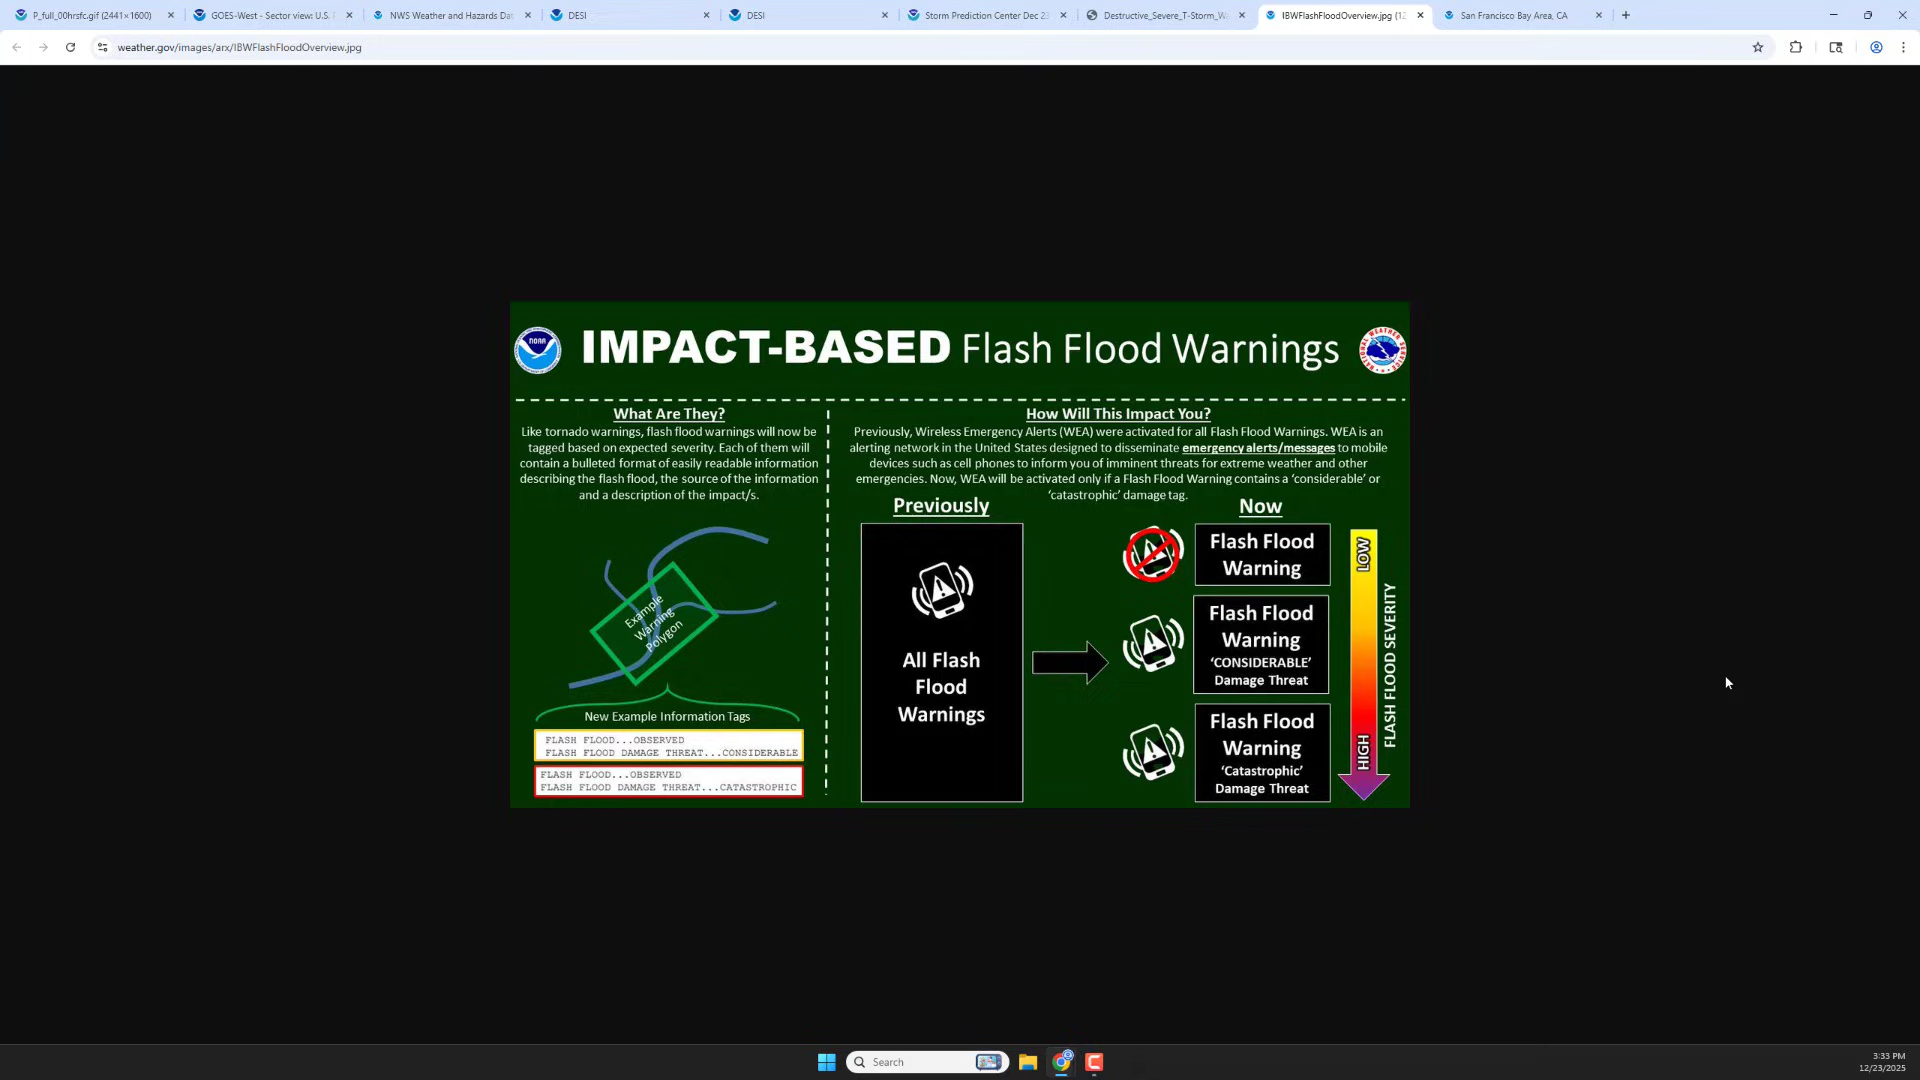 P_full_00hrsfc.gif (2441×1600)
GOES-West - Sector view: U.S.
NWS Weather and Hazards Da
DESI
DESI
Storm Prediction Center Dec 23
Destructive_Severe_T-Storm_W
IBWFlashFloodOverview.jpg (12
San Francisco Bay Area, CA
weather.gov/images/arx/IBWFlashFloodOverview.jpg
NOAA
IMPACT-BASED Flash Flood Warnings
What Are They?
Like tornado warnings, flash flood warnings will now be
tagged based on expected severity. Each of them will
contain a bulleted format of easily readable information
describing the flash flood, the source of the information
and a description of the impact/s.
Example
Warning
Polygon
New Example Information Tags
FLASH FLOOD...OBSERVED
FLASH FLOOD DAMAGE THREAT...CONSIDERABLE
FLASH FLOOD...OBSERVED
FLASH FLOOD DAMAGE THREAT...CATASTROPHIC
How Will This Impact You?
Previously, Wireless Emergency Alerts (WEA) were activated for all Flash Flood Warnings. WEA is an
alerting network in the United States designed to disseminate emergency alerts/messages to mobile
devices such as cell phones to inform you of imminent threats for extreme weather and other
emergencies. Now, WEA will be activated only if a Flash Flood Warning contains a 'considerable' or
'catastrophic' damage tag.
Previously
All Flash
Flood
Warnings
Now
Flash Flood
Warning
Flash Flood
Warning
'CONSIDERABLE'
Damage Threat
Flash Flood
Warning
'Catastrophic'
Damage Threat
LOW
HIGH
FLASH FLOOD SEVERITY
Search
3:33 PM
12/23/2025